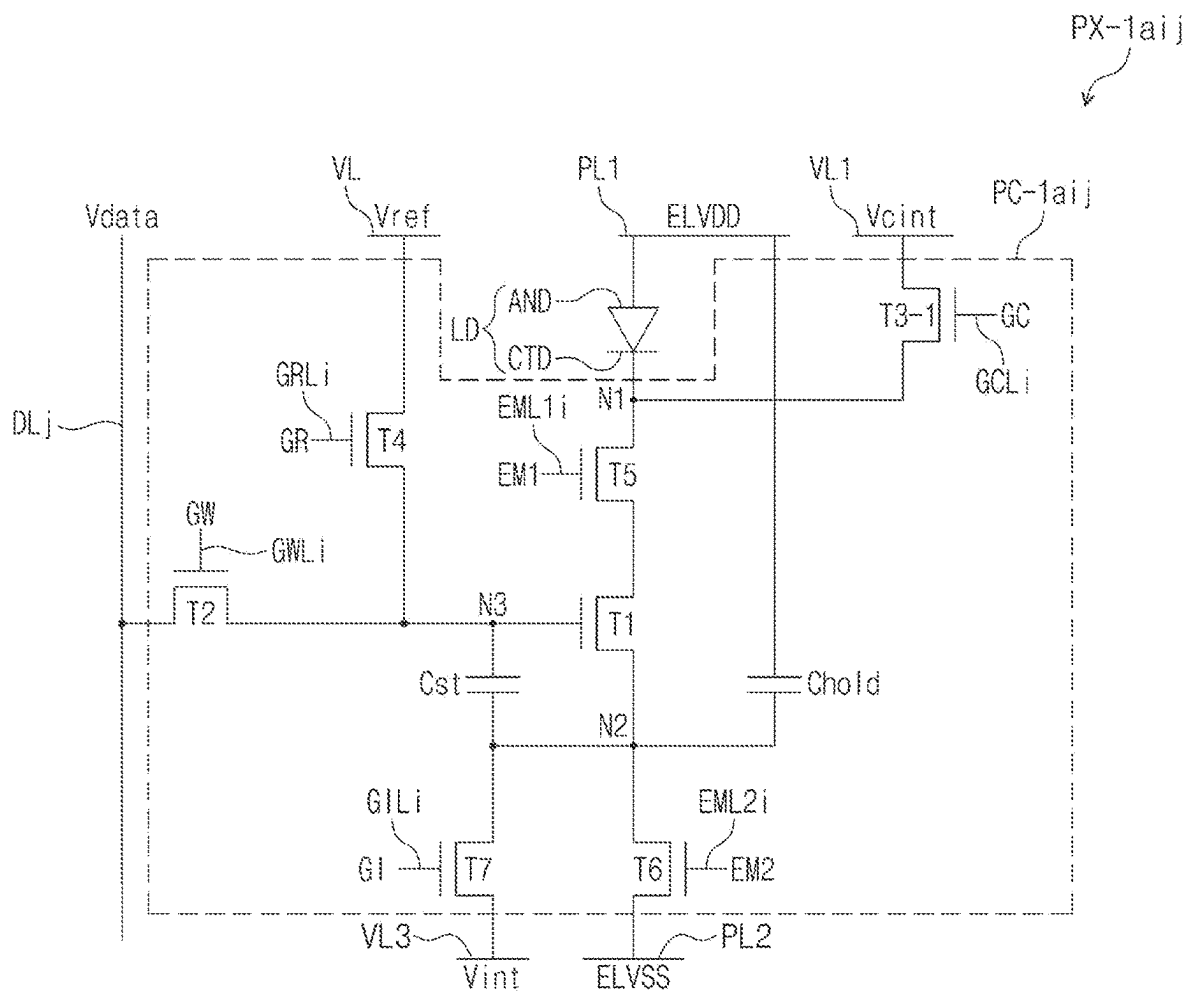 PX-1aij
VL
PL1
VL1
PC-1aij
Vdata
Vref
ELVDD
Vcint
LD
AND
CTD
T3-1
GC
GCLi
GRLi
GR
T4
N1
EML1i
EM1
T5
DLj
GW
GWLi
T2
N3
T1
Cst
Chold
N2
GILi
GI
T7
T6
EML2i
EM2
VL3
Vint
ELVSS
PL2